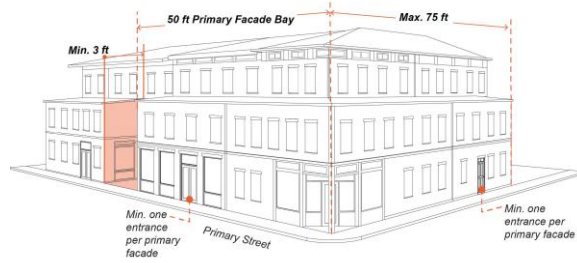 50 ft Primary Facade Bay
Max. 75 ft
Min. 3 ft
Min. one
entrance
per primary
facade
Primary Street
Min. one
entrance per
primary facade